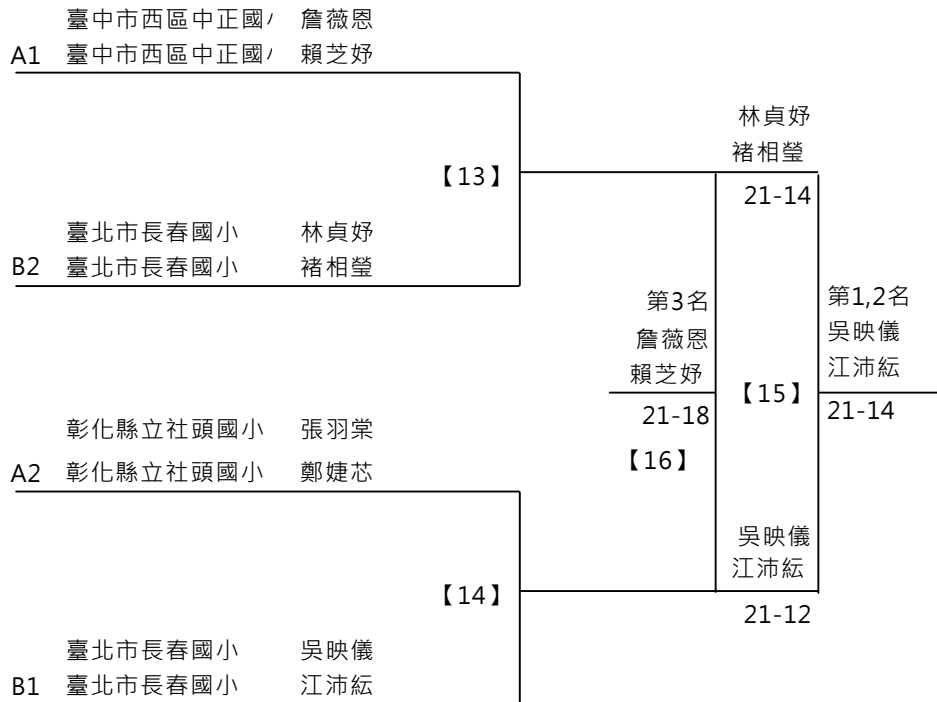 臺中市西區中正國 詹薇恩
A1 臺中市西區中正國 賴芝妤
林貞妤
褚相瑩
【13】
21-14
臺北市長春國小 林貞妤
B2 臺北市長春國小 褚相瑩
第3名
詹薇恩
賴芝妤
21-18
【16】
【15】
第1,2名
吳映儀
江沛紜
21-14
彰化縣立社頭國小 張羽棠
A2 彰化縣立社頭國小 鄭婕芯
吳映儀
江沛紜
【14】
21-12
臺北市長春國小 吳映儀
B1 臺北市長春國小 江沛紜